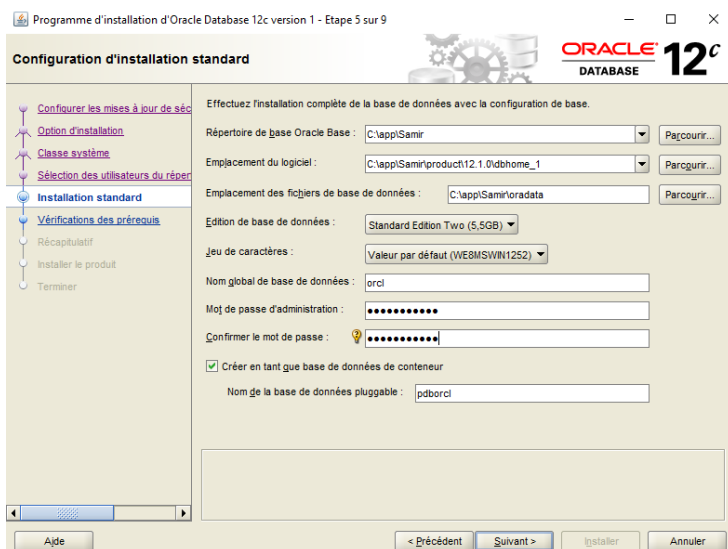 Programme d'installation d'Oracle Database 12c version 1 - Etape 5 sur 9
Configuration d'installation standard
ORACLE
DATABASE
12c
Configurer les mises à jour de séc
Option d'installation
Classe système
Sélection des utilisateurs du réper
Installation standard
Vérifications des prérequis
Récapitulatif
Installer le produit
Terminer
Effectuez l'installation complète de la base de données avec la configuration de base.
Répertoire de base Oracle Base : C:\app\Samir Parcourir...
Emplacement du logiciel : C:\app\Samir\product\12.1.0\dbhome_1 Parcourir...
Emplacement des fichiers de base de données : C:\app\Samir\oradata Parcourir...
Edition de base de données : Standard Edition Two (5,5GB)
Jeu de caractères : Valeur par défaut (WE8MSWIN1252)
Nom global de base de données : orcl
Mot de passe d'administration : ●●●●●●●●●●●
Confirmer le mot de passe : ●●●●●●●●●●●
Créer en tant que base de données de conteneur
Nom de la base de données pluggable : pdborcl
Aide < Précédent Suivant > Installer Annuler